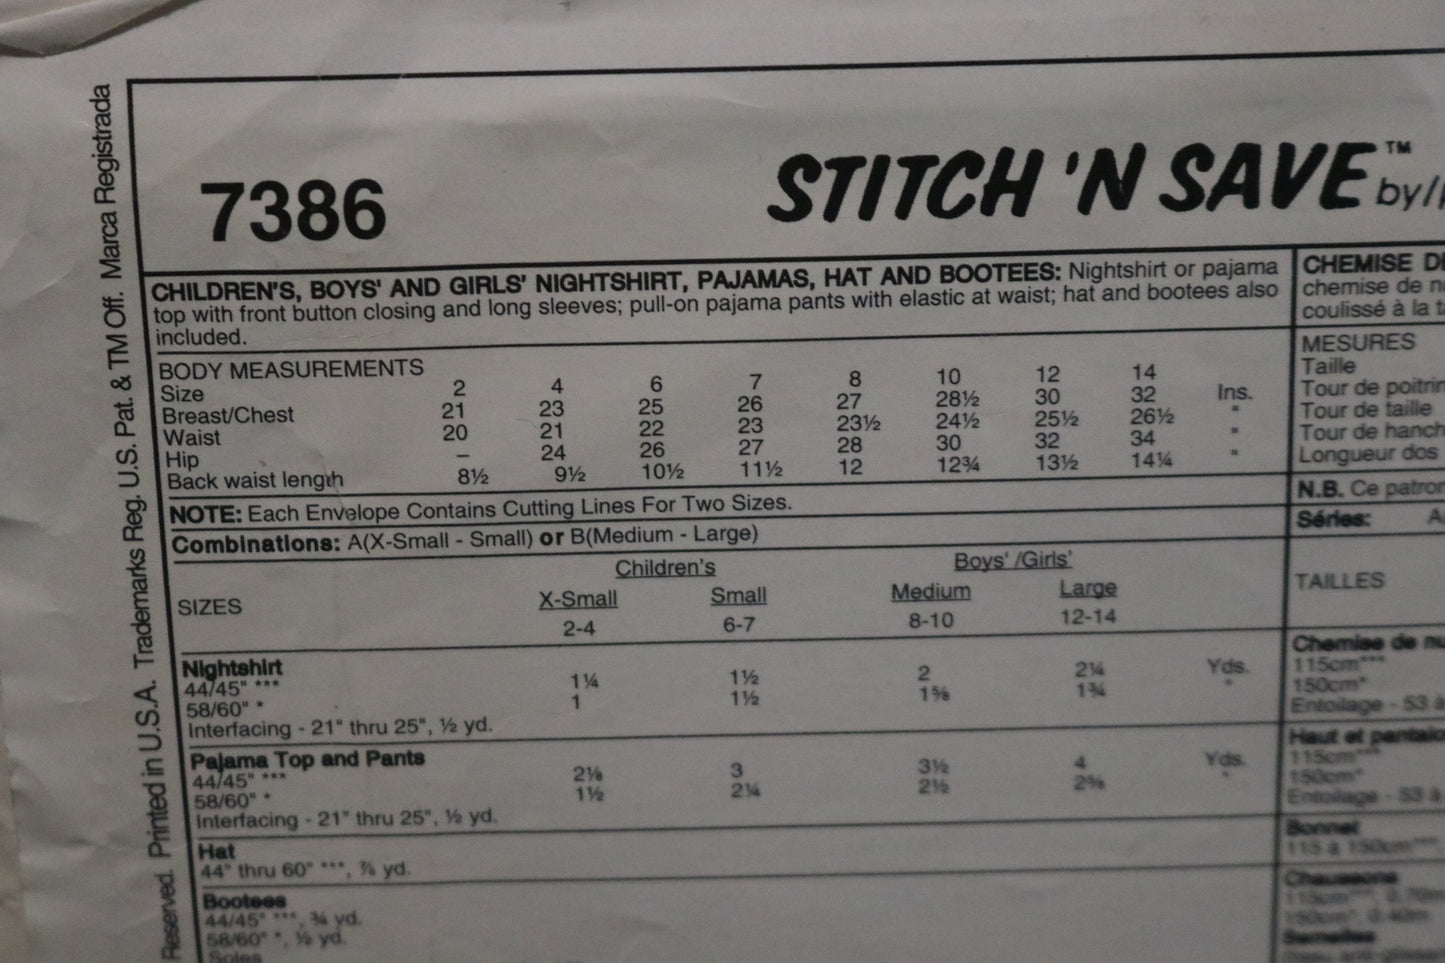 Reserved. Printed in U.S.A. Trademarks Reg. U.S. Pat. & TM Off. Marca Registrada
7386
STITCH 'N SAVE™
by
CHILDREN'S, BOYS' AND GIRLS' NIGHTSHIRT, PAJAMAS, HAT AND BOOTEES: Nightshirt or pajama
top with front button closing and long sleeves; pull-on pajama pants with elastic at waist; hat and bootees also
included.
BODY MEASUREMENTS
Size 2 4 6 7 8 10 12 14
Breast/Chest 21 23 25 26 27 28½ 30 32 Ins.
Waist 20 21 22 23 23½ 24½ 25½ 26½ "
Hip – 24 26 27 28 30 32 34 "
Back waist length 8½ 9½ 10½ 11½ 12 12¾ 13½ 14¼ "
NOTE: Each Envelope Contains Cutting Lines For Two Sizes.
Combinations: A(X-Small - Small) or B(Medium - Large)
Children's Boys' /Girls'
SIZES X-Small Small Medium Large
2-4 6-7 8-10 12-14
Nightshirt
44/45" *** 1¼ 1½ 2 2¼ Yds.
58/60" * 1 1½ 1⅝ 1¾ "
Interfacing - 21" thru 25", ½ yd.
Pajama Top and Pants
44/45" *** 2⅛ 3 3½ 4 Yds.
58/60" * 1½ 2¼ 2½ "
Interfacing - 21" thru 25", ½ yd.
Hat
44" thru 60" ***, ⅞ yd.
Bootees
44/45" ***, ¾ yd.
58/60" *, ½ yd.
Soles
CHEMISE
chemise de
coulissé à la
MESURES
Taille
Tour de
Tour de taille
Tour de
Longueur dos
N.B. Ce
Séries:
TAILLES
Chemise de
115cm***
150cm*
Entoilage - 53 à
Haut et
115cm***
150cm*
Entoilage - 53 à
Bonnet
115 à 150cm***
Chaussons
115cm***,
150cm*, 0.40m
Semelles